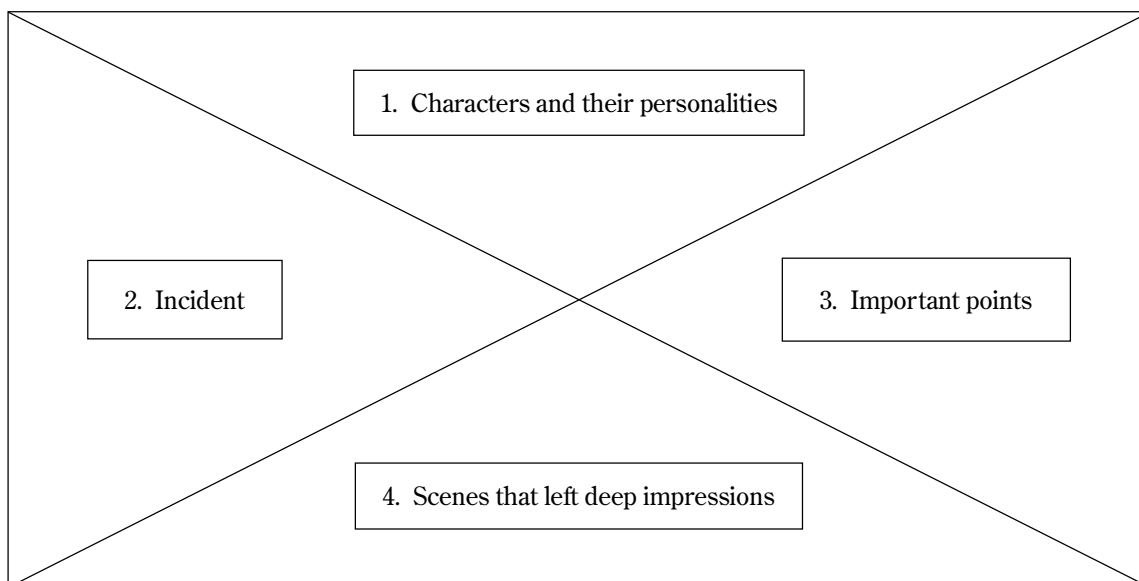 1. Characters and their personalities
2. Incident
3. Important points
4. Scenes that left deep impressions